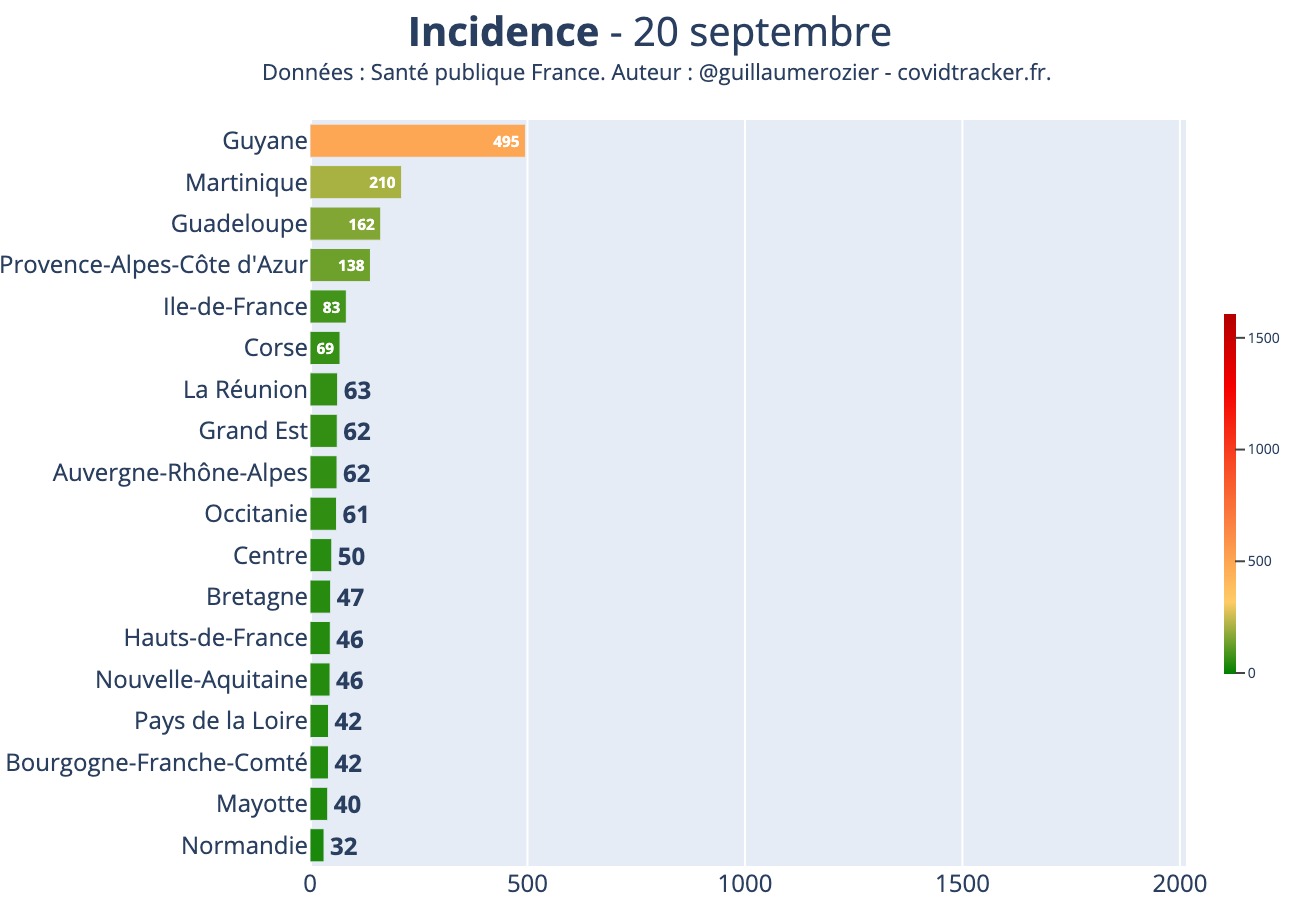 Incidence - 20 septembre
Données : Santé publique France. Auteur : @guillaumerozier - covidtracker.fr.
Guyane 495
Martinique 210
Guadeloupe 162
Provence-Alpes-Côte d'Azur 138
Ile-de-France 83
Corse 69
La Réunion 63
Grand Est 62
Auvergne-Rhône-Alpes 62
Occitanie 61
Centre 50
Bretagne 47
Hauts-de-France 46
Nouvelle-Aquitaine 46
Pays de la Loire 42
Bourgogne-Franche-Comté 42
Mayotte 40
Normandie 32
0 500 1000 1500 2000
1500
1000
500
0